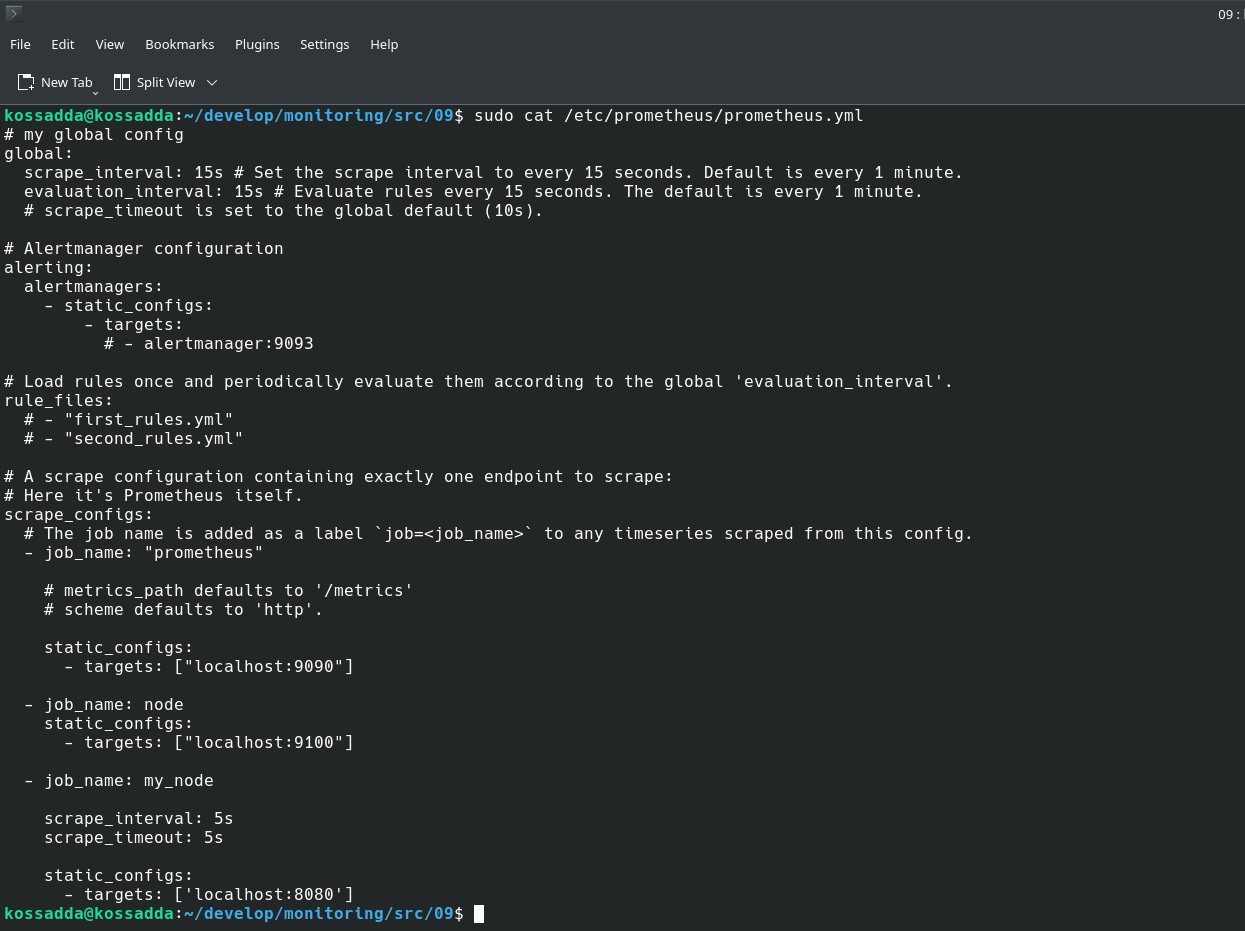 09 :
File Edit View Bookmarks Plugins Settings Help
New Tab Split View
kossadda@kossadda:~/develop/monitoring/src/09$ sudo cat /etc/prometheus/prometheus.yml
# my global config
global:
  scrape_interval: 15s # Set the scrape interval to every 15 seconds. Default is every 1 minute.
  evaluation_interval: 15s # Evaluate rules every 15 seconds. The default is every 1 minute.
  # scrape_timeout is set to the global default (10s).

# Alertmanager configuration
alerting:
  alertmanagers:
    - static_configs:
        - targets:
          # - alertmanager:9093

# Load rules once and periodically evaluate them according to the global 'evaluation_interval'.
rule_files:
  # - "first_rules.yml"
  # - "second_rules.yml"

# A scrape configuration containing exactly one endpoint to scrape:
# Here it's Prometheus itself.
scrape_configs:
  # The job name is added as a label `job=<job_name>` to any timeseries scraped from this config.
  - job_name: "prometheus"

    # metrics_path defaults to '/metrics'
    # scheme defaults to 'http'.

    static_configs:
      - targets: ["localhost:9090"]

  - job_name: node
    static_configs:
      - targets: ["localhost:9100"]

  - job_name: my_node

    scrape_interval: 5s
    scrape_timeout: 5s

    static_configs:
      - targets: ['localhost:8080']
kossadda@kossadda:~/develop/monitoring/src/09$